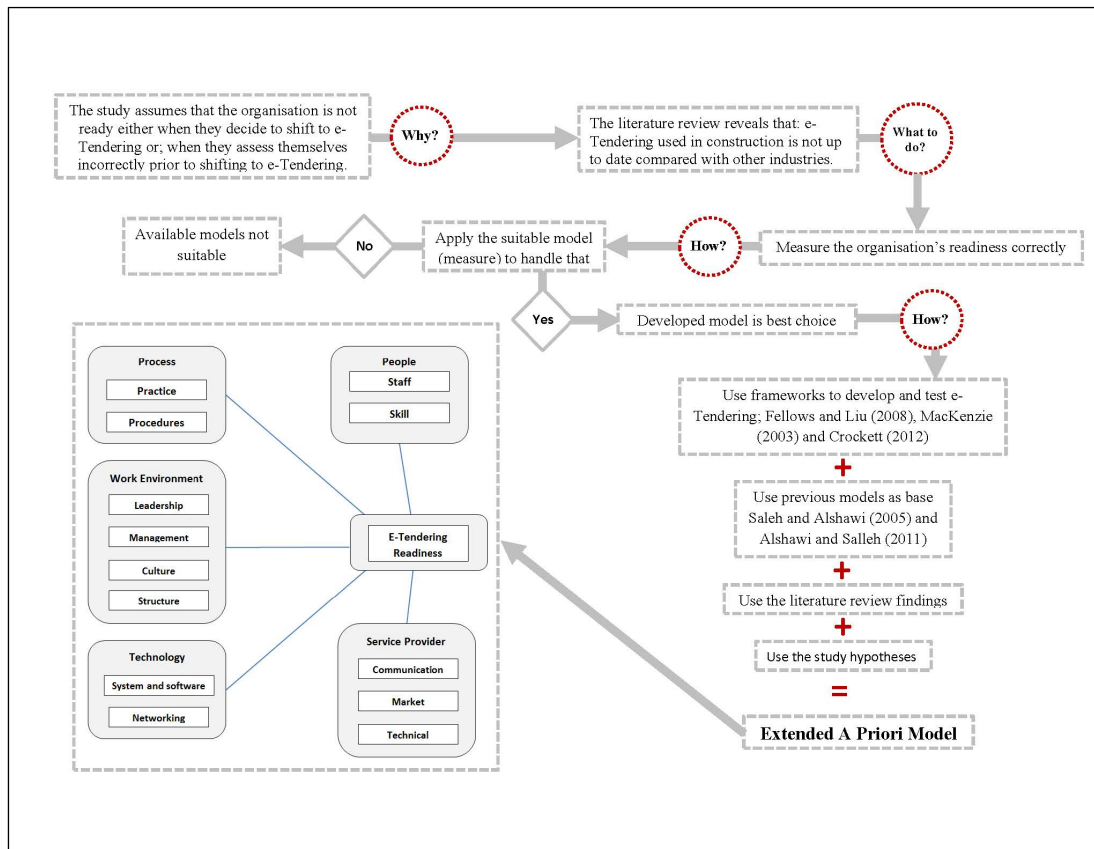 The study assumes that the organisation is not
ready either when they decide to shift to e-
Tendering or; when they assess themselves
incorrectly prior to shifting to e-Tendering.
Why?
The literature review reveals that: e-
Tendering used in construction is not up
to date compared with other industries.
What to
do?
Measure the organisation's readiness correctly
How?
Apply the suitable model
(measure) to handle that
No
Available models not
suitable
Yes
Developed model is best choice
How?
Use frameworks to develop and test e-
Tendering; Fellows and Liu (2008), MacKenzie
(2003) and Crockett (2012)
+
Use previous models as base
Saleh and Alshawi (2005) and
Alshawi and Salleh (2011)
+
Use the literature review findings
+
Use the study hypotheses
=
Extended A Priori Model
Process
Practice
Procedures
People
Staff
Skill
Work Environment
Leadership
Management
Culture
Structure
E-Tendering
Readiness
Technology
System and software
Networking
Service Provider
Communication
Market
Technical